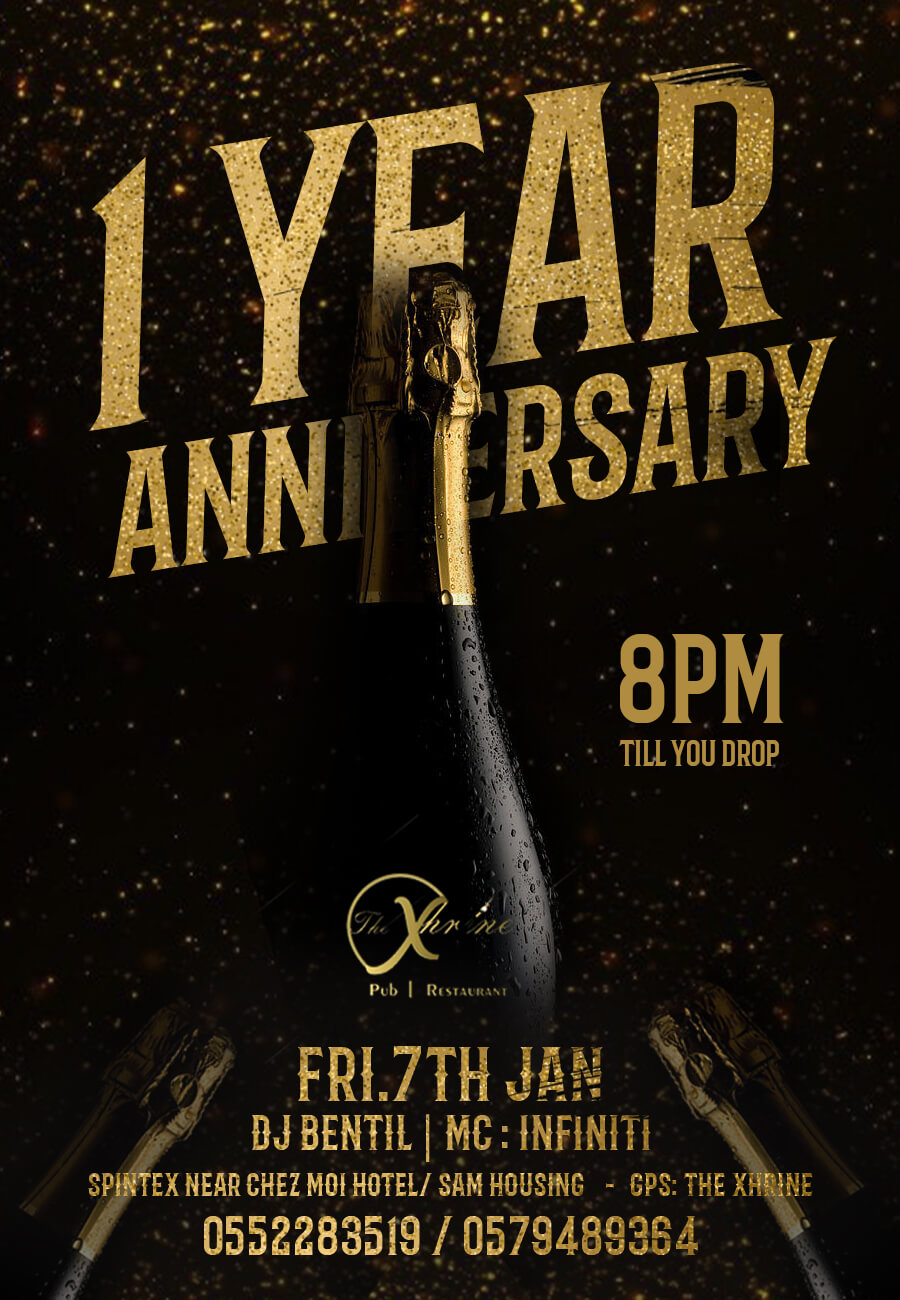 1 YEAR
ANNIVERSARY
8PM
TILL YOU DROP
The Xhrine
Pub | Restaurant
FRI.7TH JAN
DJ BENTIL | MC : INFINITI
SPINTEX NEAR CHEZ MOI HOTEL/ SAM HOUSING - GPS: THE XHRINE
0552283519 / 0579489364